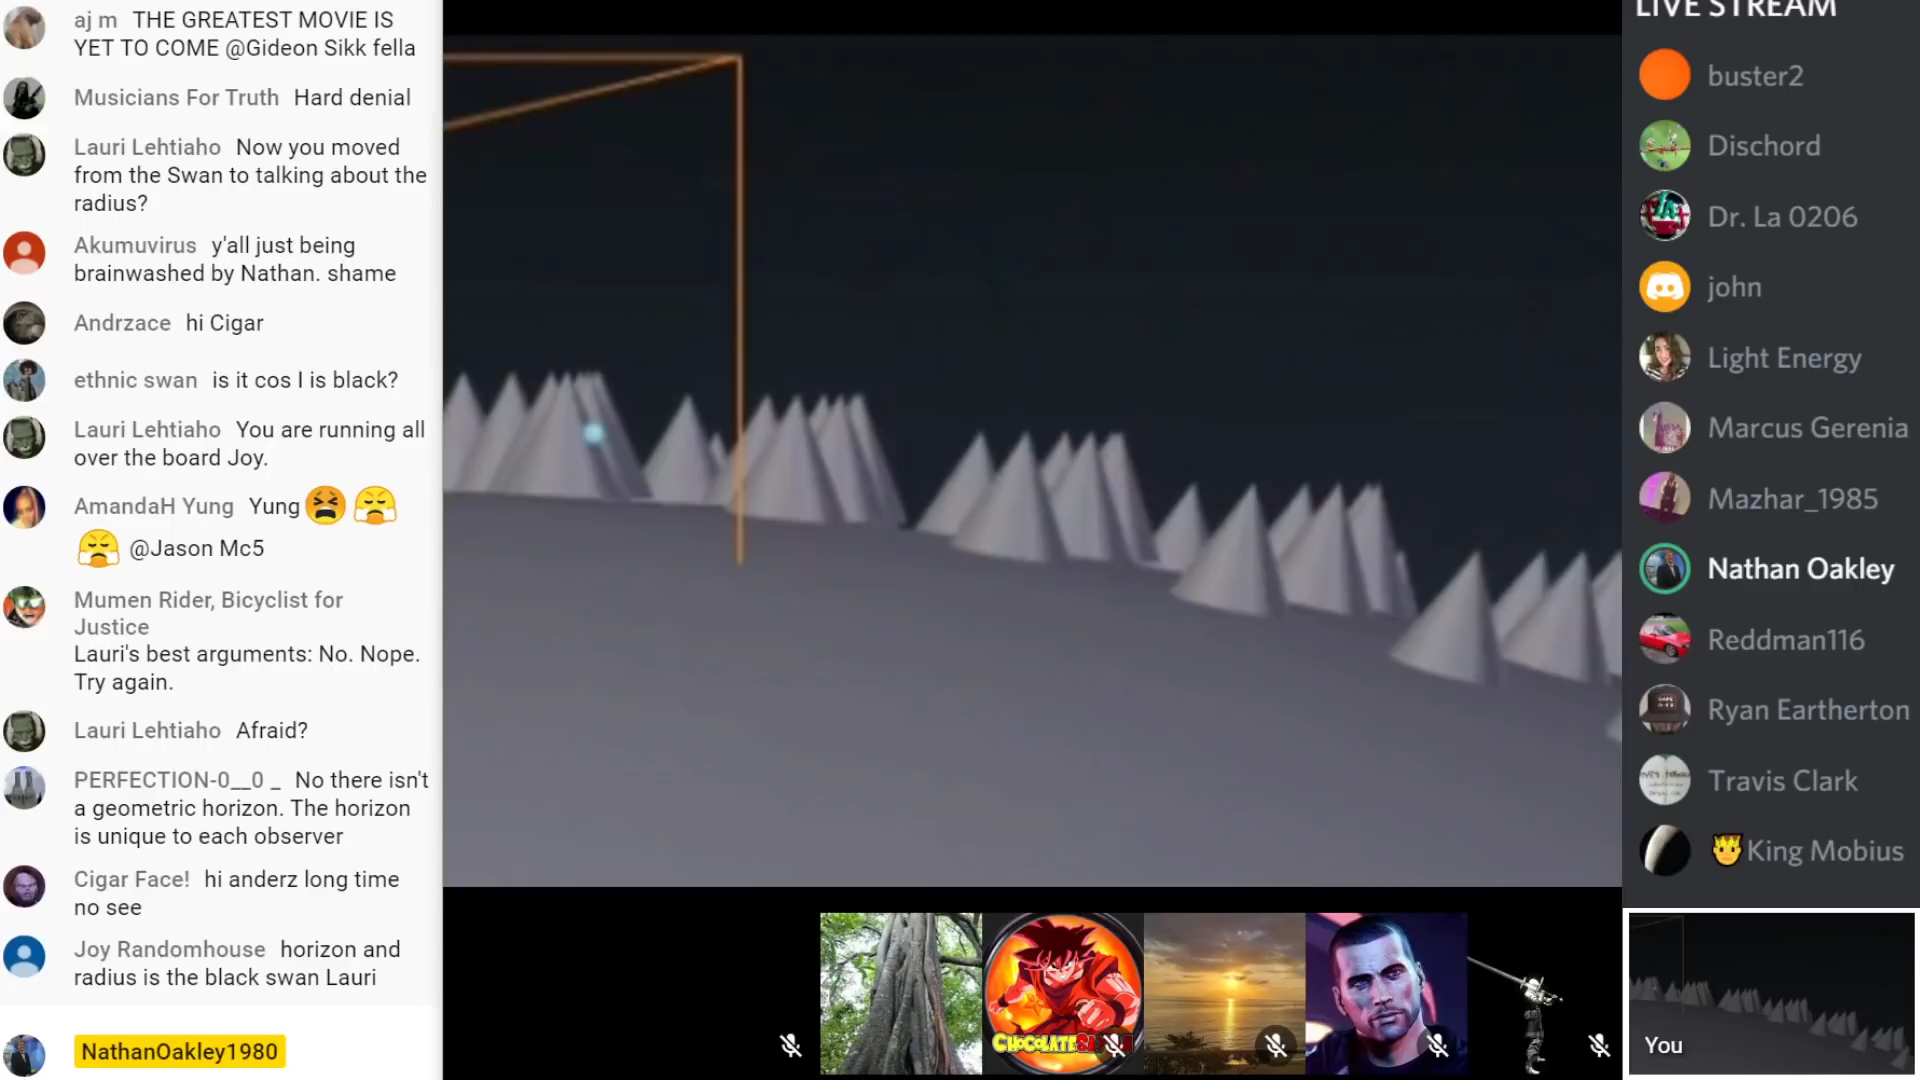 aj m THE GREATEST MOVIE IS
YET TO COME @Gideon Sikk fella
Musicians For Truth Hard denial
Lauri Lehtiaho Now you moved
from the Swan to talking about the
radius?
Akumuvirus y'all just being
brainwashed by Nathan. shame
Andrzace hi Cigar
ethnic swan is it cos I is black?
Lauri Lehtiaho You are running all
over the board Joy.
AmandaH Yung Yung
@Jason Mc5
Mumen Rider, Bicyclist for
Justice
Lauri's best arguments: No. Nope.
Try again.
Lauri Lehtiaho Afraid?
PERFECTION-0__0 _ No there isn't
a geometric horizon. The horizon
is unique to each observer
Cigar Face! hi anderz long time
no see
Joy Randomhouse horizon and
radius is the black swan Lauri
NathanOakley1980
LIVE STREAM
buster2
Dischord
Dr. La 0206
john
Light Energy
Marcus Gerenia
Mazhar_1985
Nathan Oakley
Reddman116
Ryan Eartherton
Travis Clark
King Mobius
You